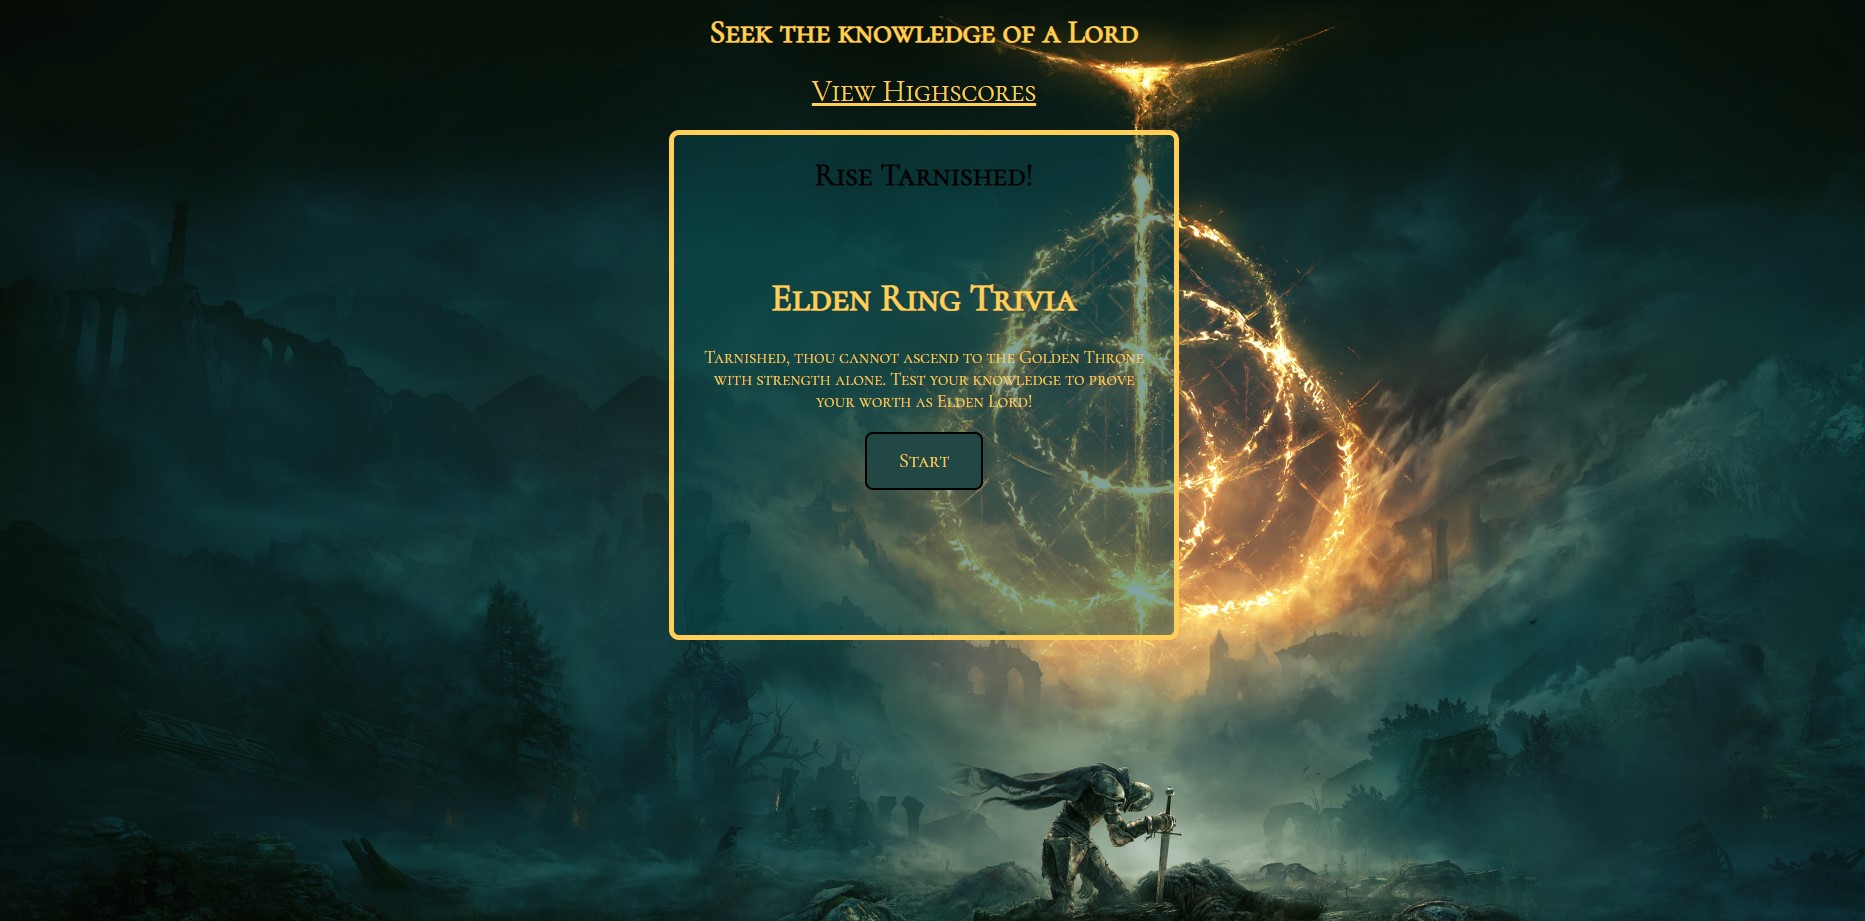 Seek the knowledge of a Lord
View Highscores
Rise Tarnished!
Elden Ring Trivia
Tarnished, thou cannot ascend to the Golden Throne
with strength alone. Test your knowledge to prove
your worth as Elden Lord!
Start